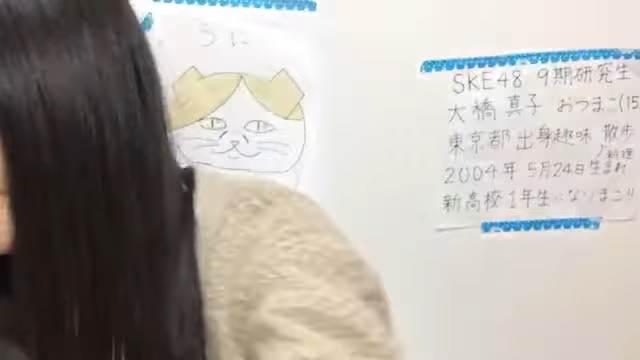 うに
SKE48 9期研究生
大橋真子 おつまこ(15
東京都出身趣味 散歩
料理
2004年 5月24日生まれ
新高校1年生になりまこ!!